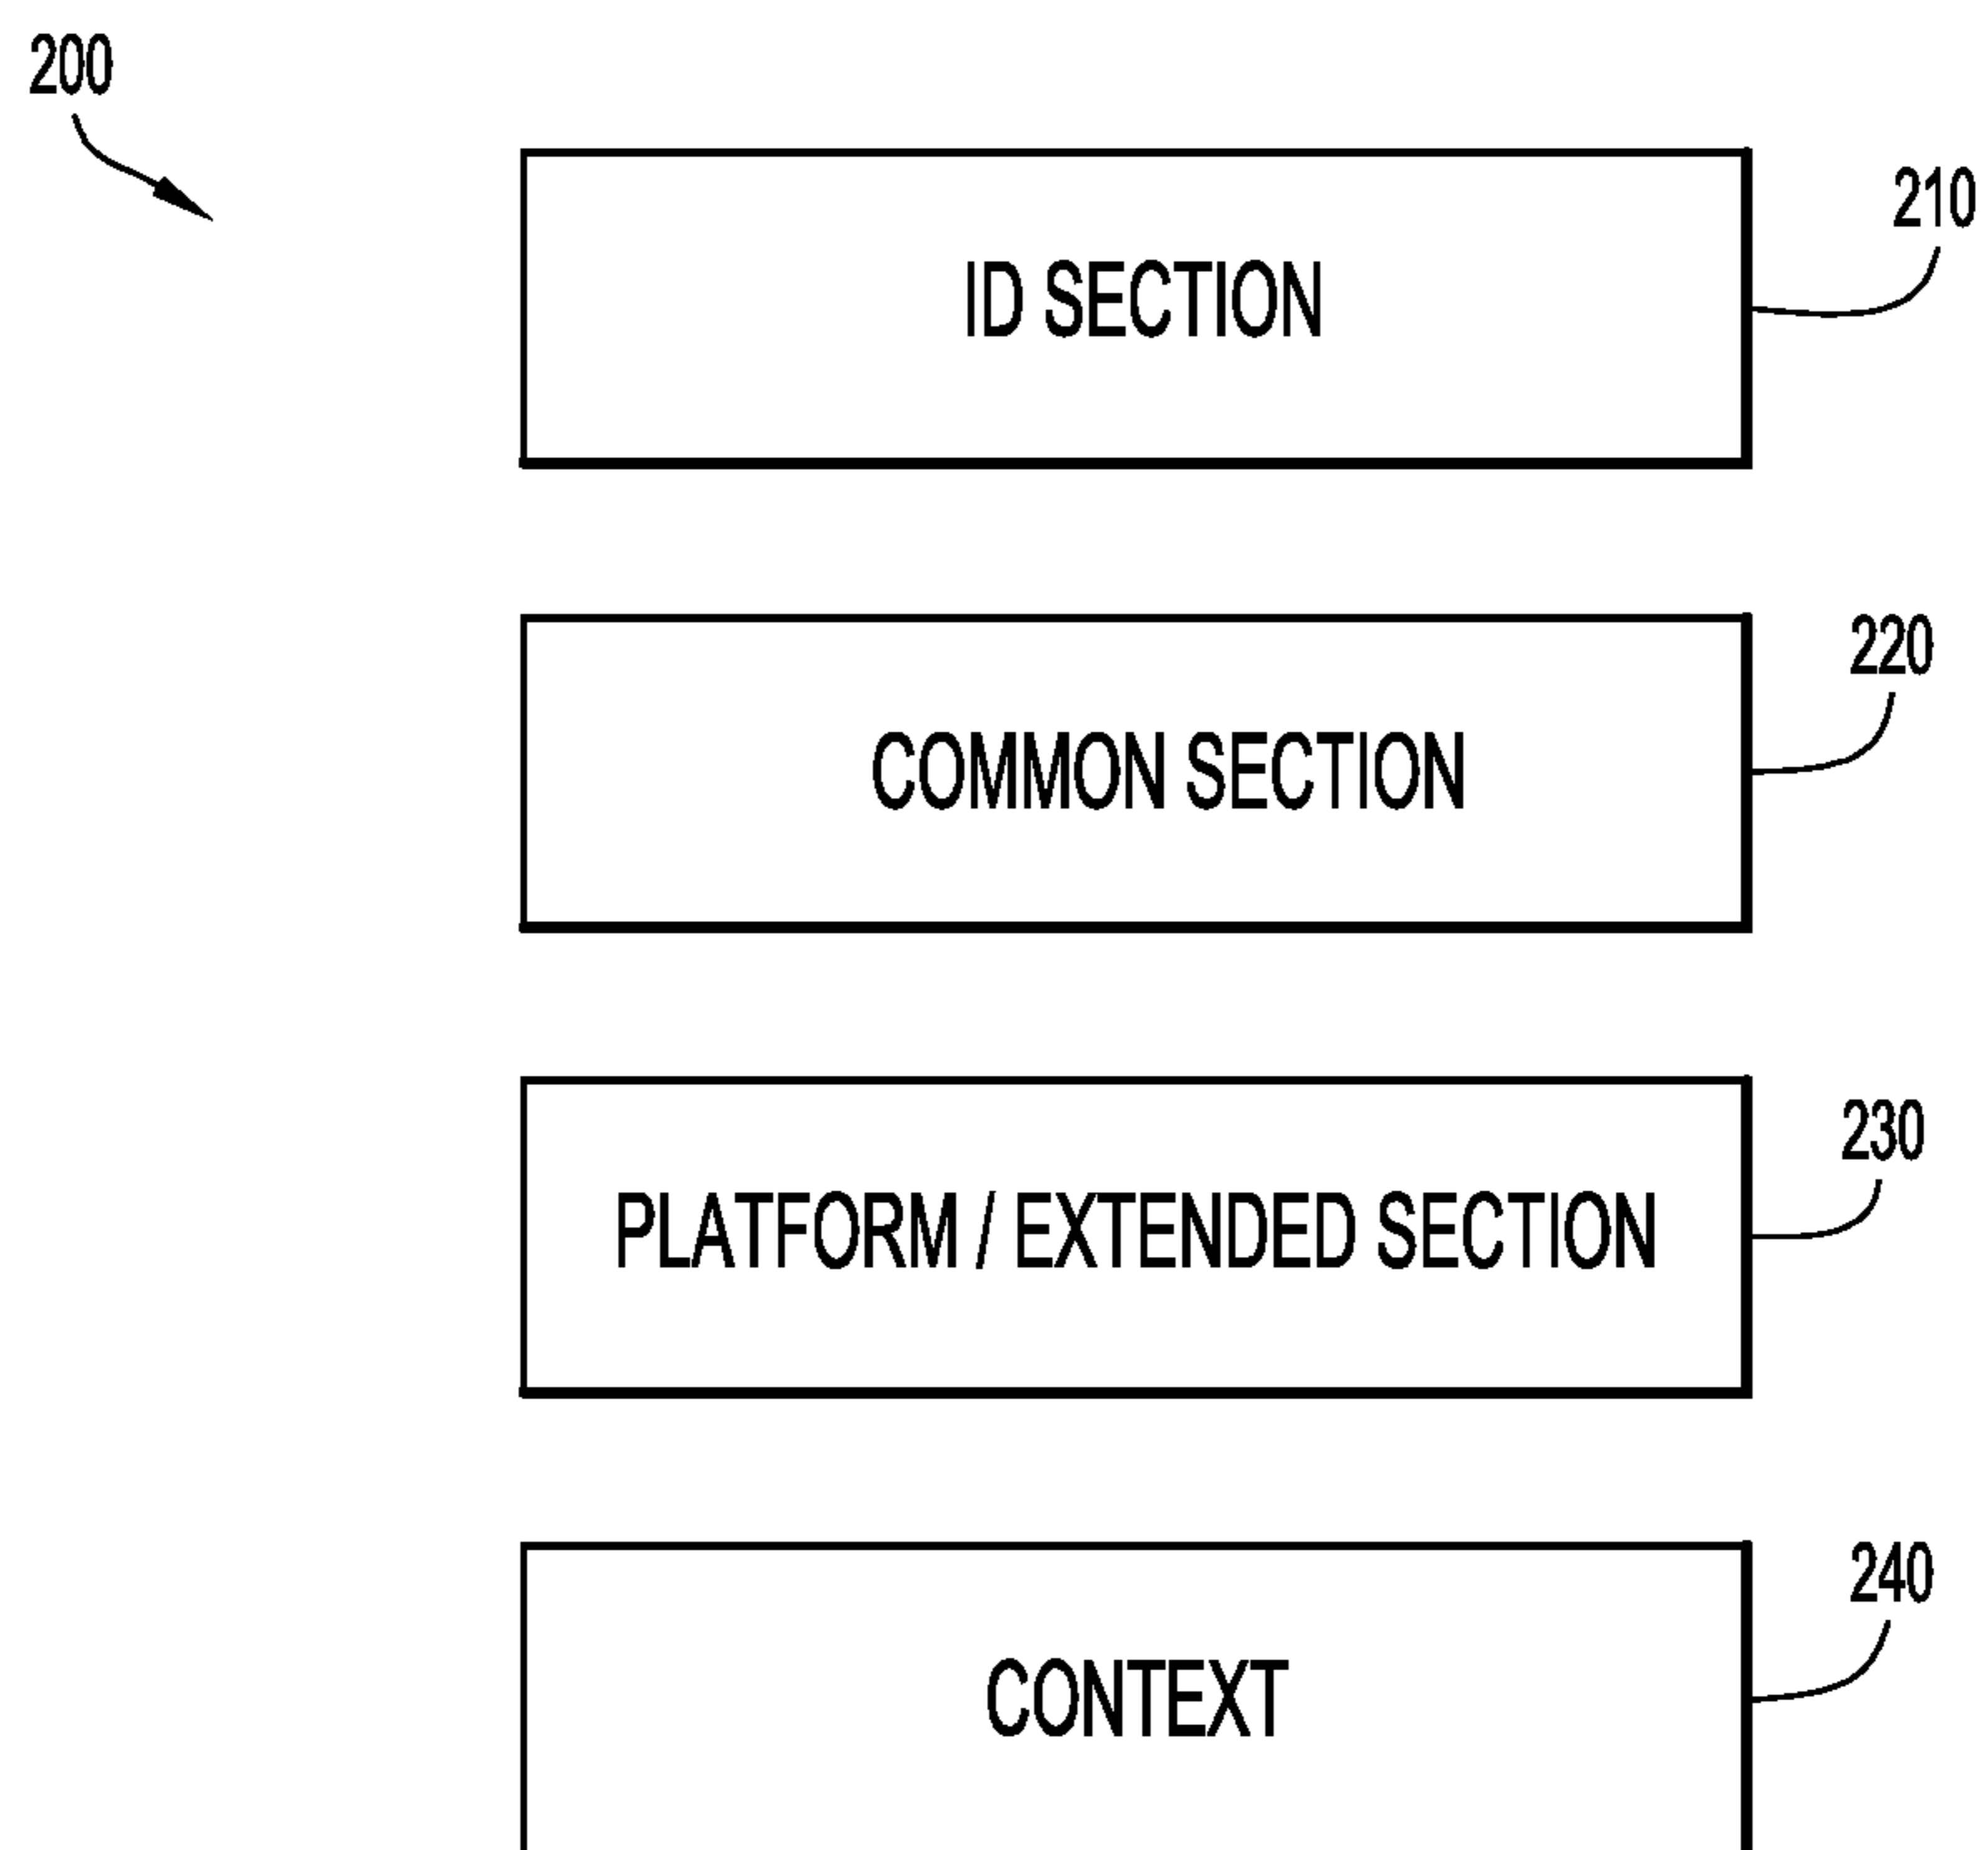 200
210
ID SECTION
220
COMMON SECTION
230
PLATFORM / EXTENDED SECTION
240
CONTEXT